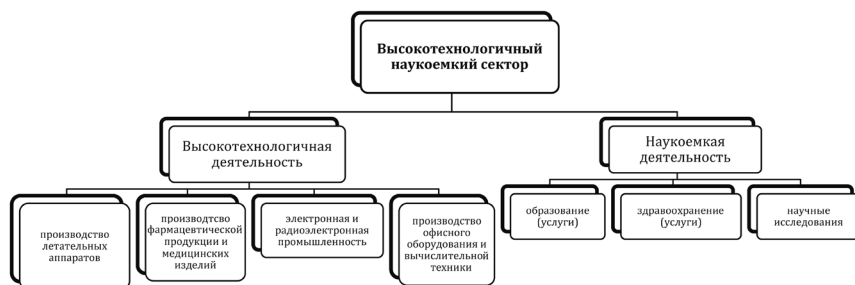 Высокотехнологичный
наукоемкий сектор
Высокотехнологичная
деятельность
Наукоемкая
деятельность
производство
летательных
аппаратов
произвотсво
фармацевтической
продукции и
медицинских
изделий
электронная и
радиоэлектронная
промышленность
производство
офисного
оборудования и
вычислительной
техники
образование
(услуги)
здравоохранение
(услуги)
научные
исследования